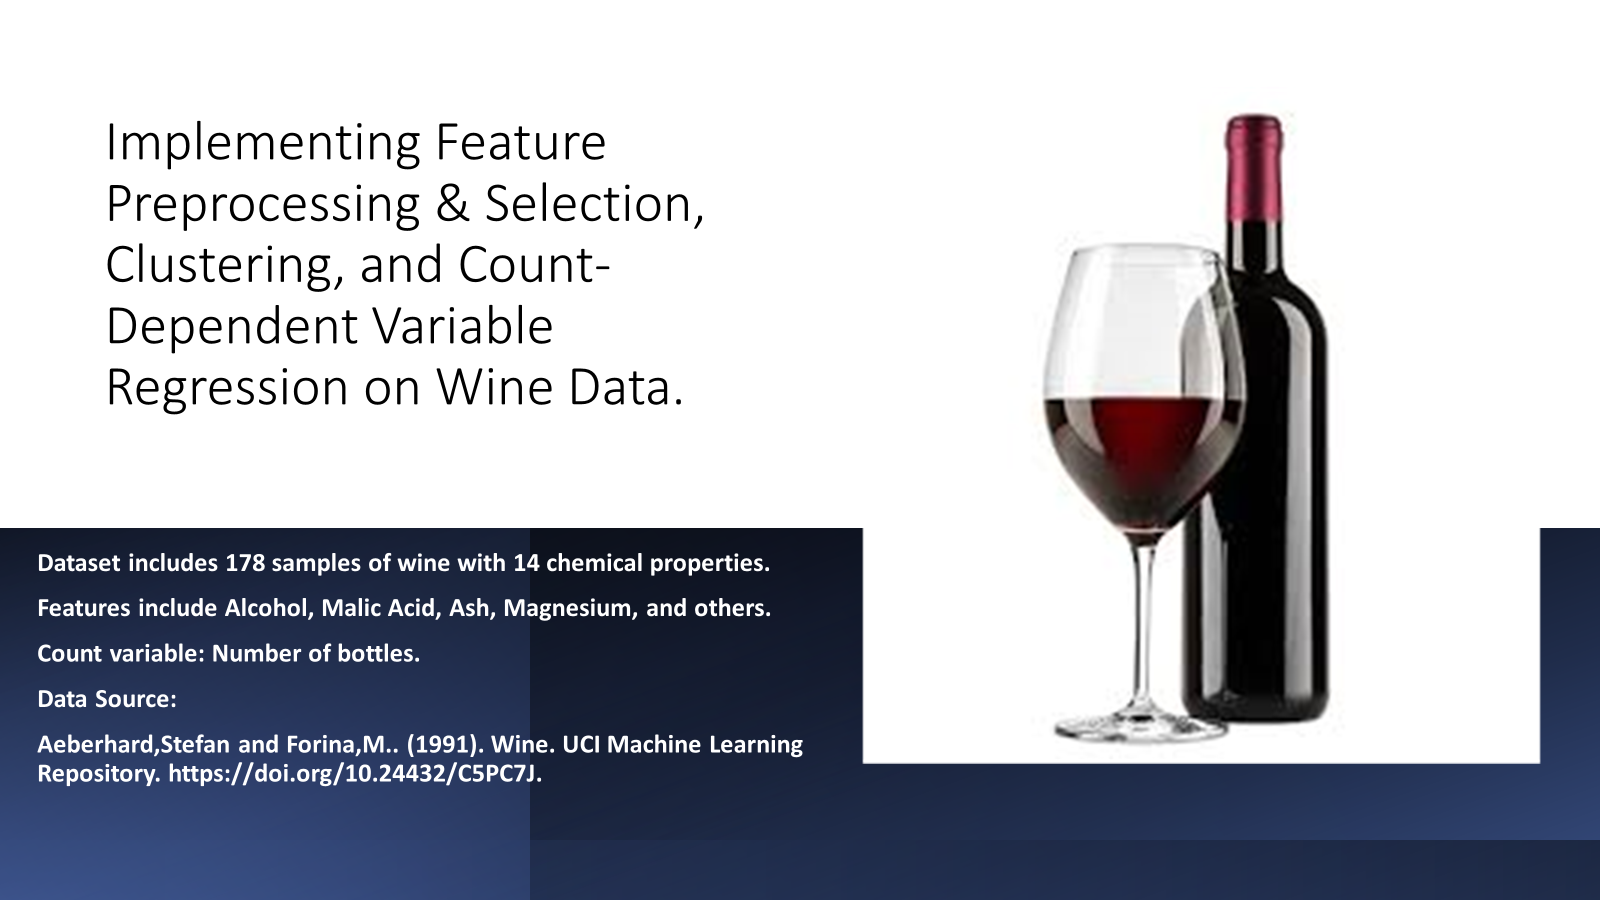 Implementing Feature
Preprocessing & Selection,
Clustering, and Count-
Dependent Variable
Regression on Wine Data.
Dataset includes 178 samples of wine with 14 chemical properties.
Features include Alcohol, Malic Acid, Ash, Magnesium, and others.
Count variable: Number of bottles.
Data Source:
Aeberhard,Stefan and Forina,M.. (1991). Wine. UCI Machine Learning
Repository. https://doi.org/10.24432/C5PC7J.